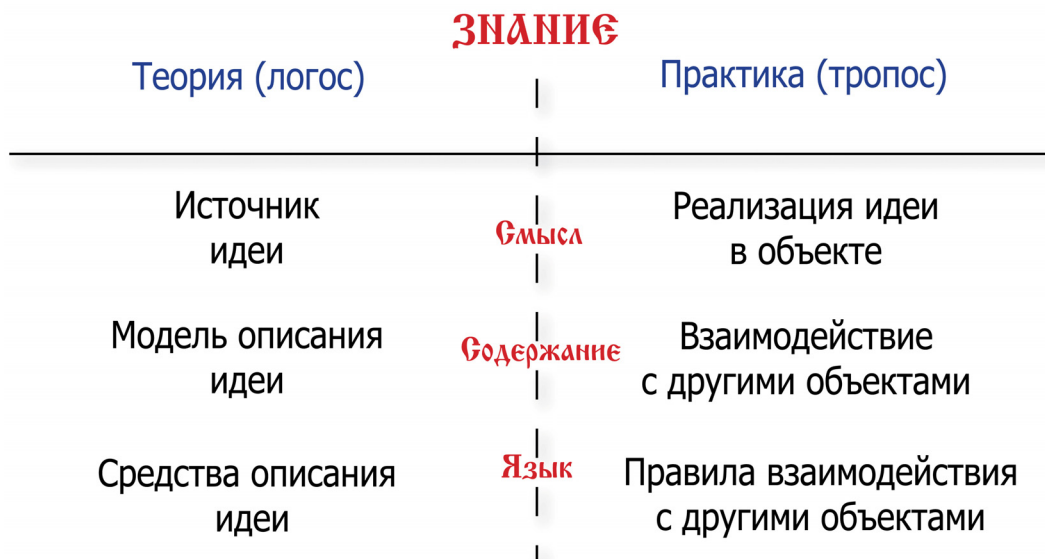 ЗНАНИЕ
Теория (логос)
Практика (тропос)
Источник
идеи
Смысл
Реализация идеи
в объекте
Модель описания
идеи
Содержание
Взаимодействие
с другими объектами
Средства описания
идеи
Язык
Правила взаимодействия
с другими объектами